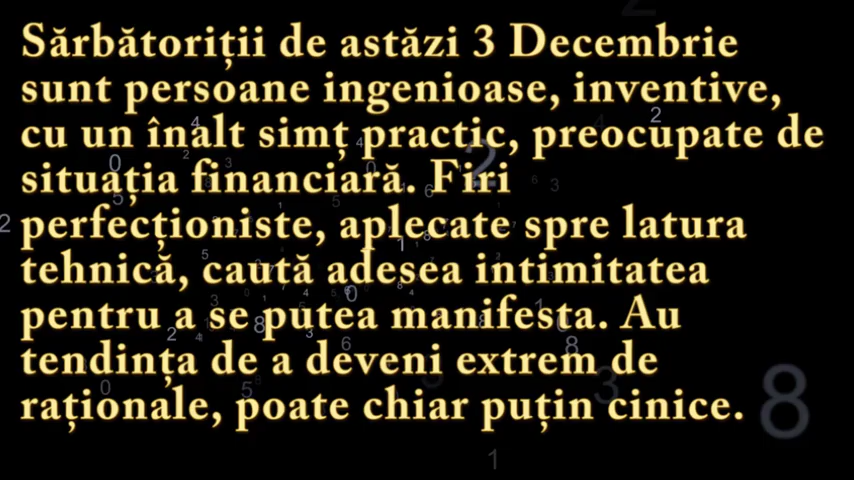 Sărbătoriții de astăzi 3 Decembrie
sunt persoane ingenioase, inventive,
cu un înalt simț practic, preocupate de
situația financiară. Firi
perfecționiste, aplecate spre latura
tehnică, caută adesea intimitatea
pentru a se putea manifesta. Au
tendința de a deveni extrem de
raționale, poate chiar puțin cinice.